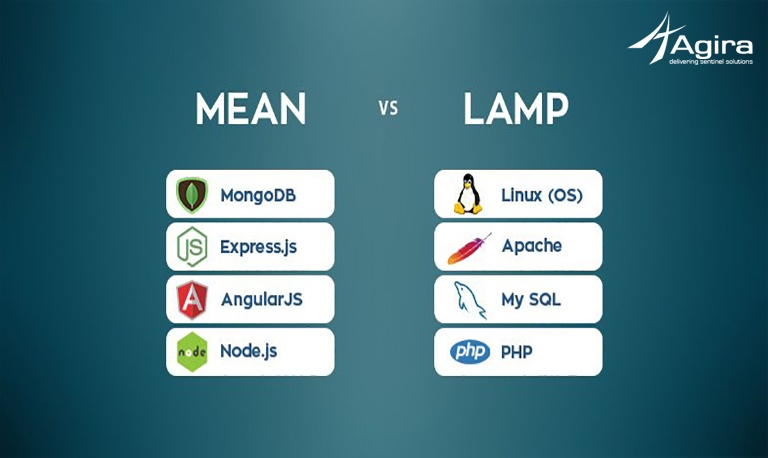 Agira
delivering sentinel solutions
MEAN vs LAMP
MongoDB
Express.js
AngularJS
Node.js
Linux (OS)
Apache
My SQL
PHP
JS
A
node
php